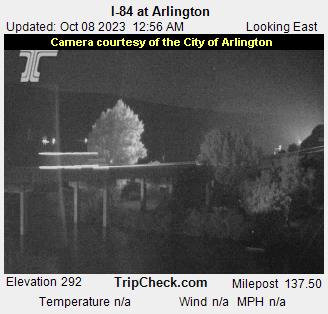 I-84 at Arlington
Updated: Oct 08 2023 12:56 AM Looking East
Camera courtesy of the City of Arlington
Elevation 292 TripCheck.com Milepost 137.50
Temperature n/a Wind n/a MPH n/a